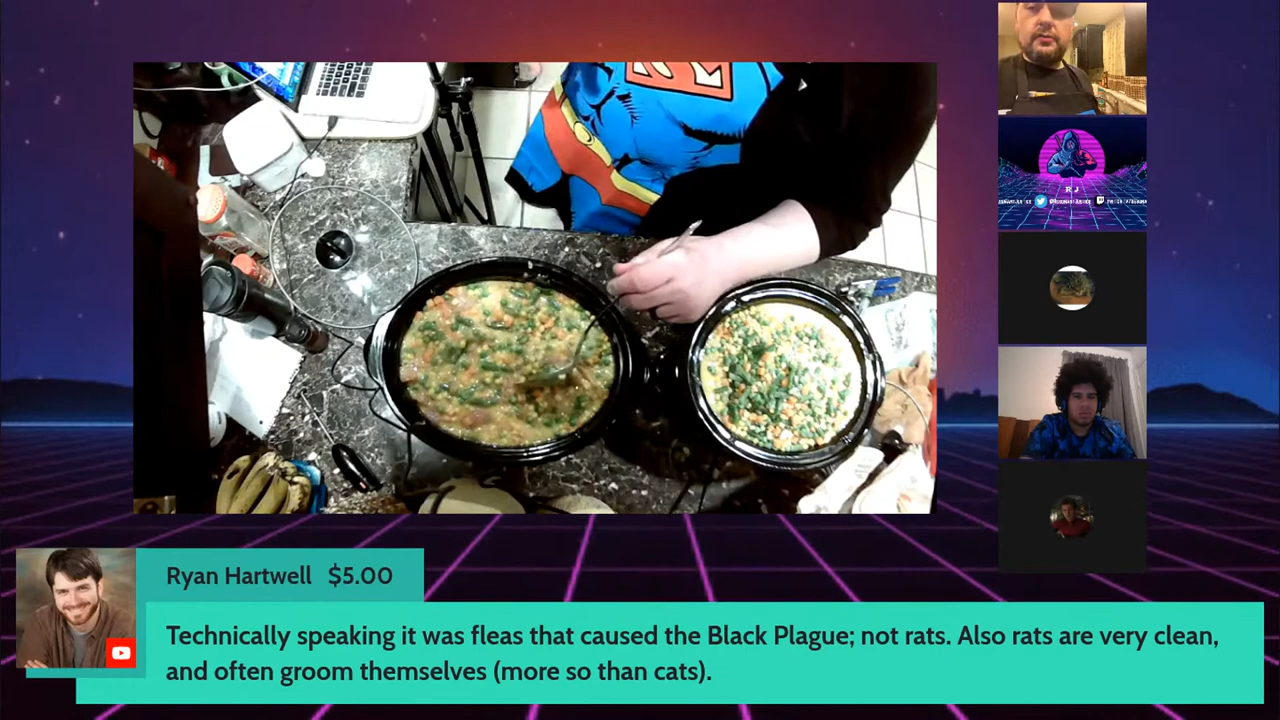 R J
Ryan Hartwell $5.00
Technically speaking it was fleas that caused the Black Plague; not rats. Also rats are very clean,
and often groom themselves (more so than cats).